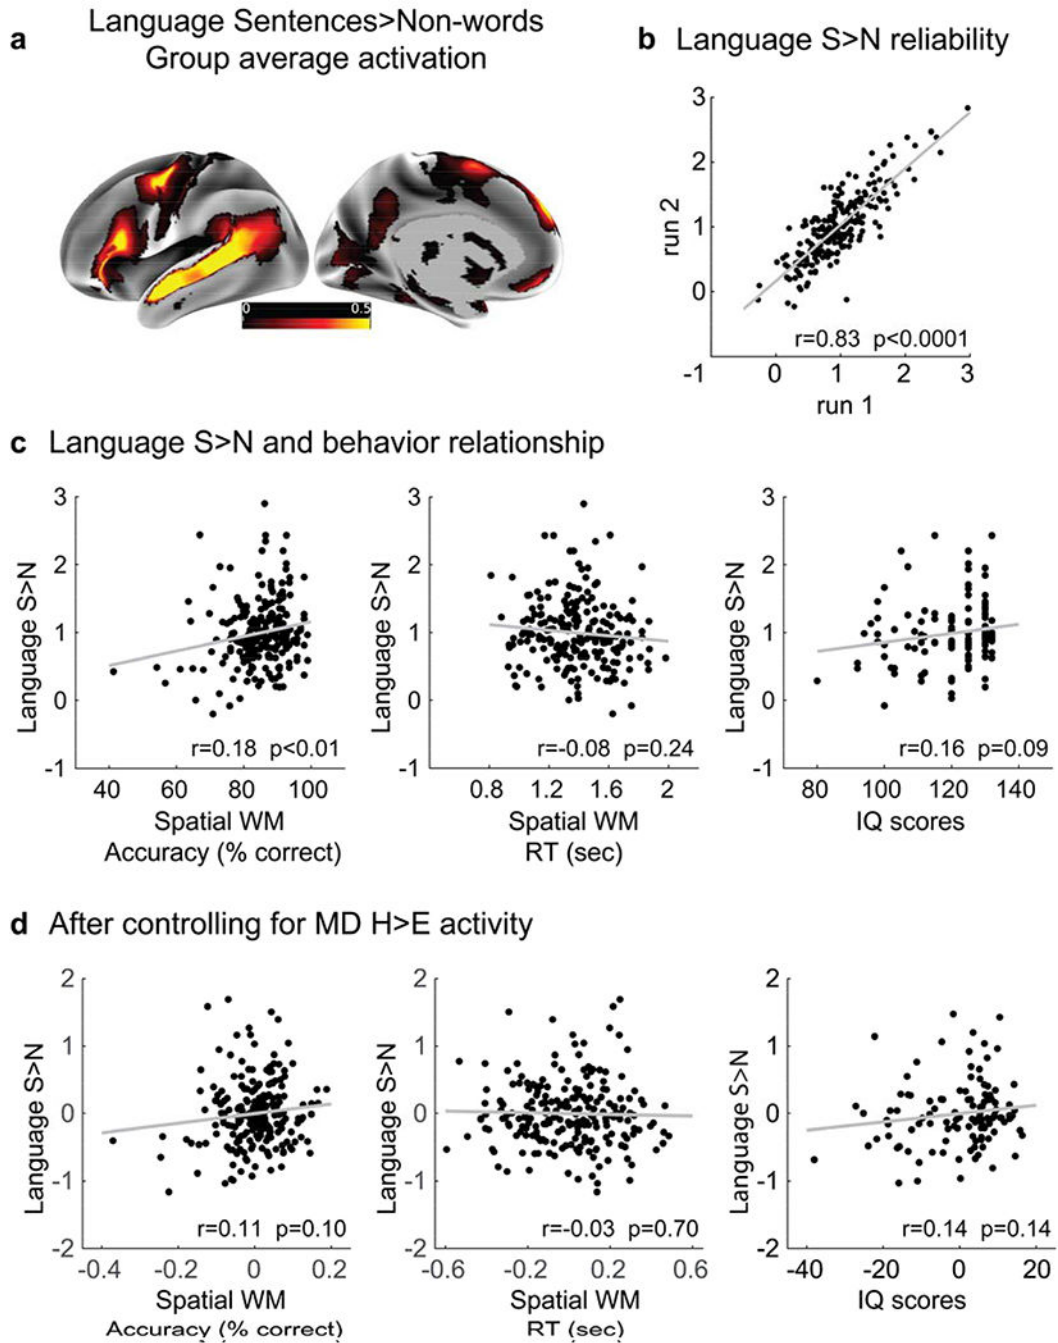 a Language Sentences>Non-words
Group average activation
0 0.5
b Language S>N reliability
3
2
1
0
-1
run 2
r=0.83 p<0.0001
0 1 2 3
run 1
c Language S>N and behavior relationship
3
2
1
0
-1
Language S>N
r=0.18 p<0.01
40 60 80 100
Spatial WM
Accuracy (% correct)
3
2
1
0
-1
Language S>N
r=-0.08 p=0.24
0.8 1.2 1.6 2
Spatial WM
RT (sec)
3
2
1
0
-1
Language S>N
r=0.16 p=0.09
80 100 120 140
IQ scores
d After controlling for MD H>E activity
2
1
0
-1
-2
Language S>N
r=0.11 p=0.10
-0.4 -0.2 0 0.2
Spatial WM
Accuracy (% correct)
2
1
0
-1
-2
Language S>N
r=-0.03 p=0.70
-0.6 -0.2 0.2 0.6
Spatial WM
RT (sec)
2
1
0
-1
-2
Language S>N
r=0.14 p=0.14
-40 -20 0 20
IQ scores